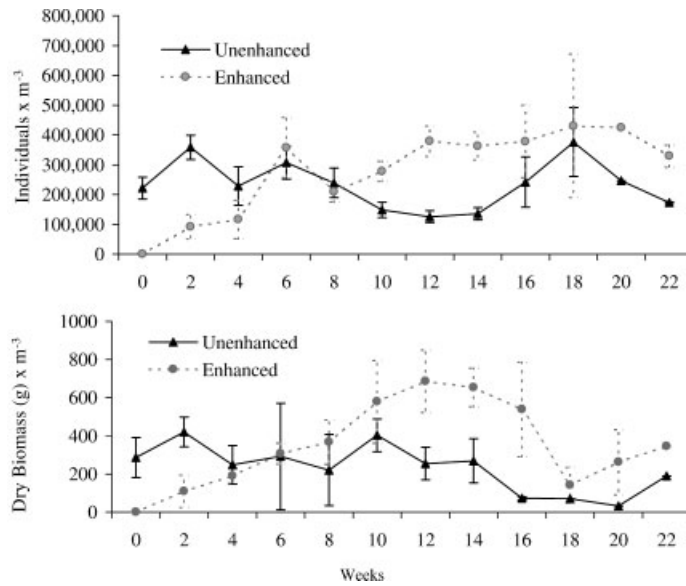 800,000
700,000
600,000
500,000
400,000
300,000
200,000
100,000
0
Individuals x m⁻³
Unenhanced
Enhanced
0 2 4 6 8 10 12 14 16 18 20 22
1000
800
600
400
200
0
Dry Biomass (g) x m⁻³
Unenhanced
Enhanced
0 2 4 6 8 10 12 14 16 18 20 22
Weeks